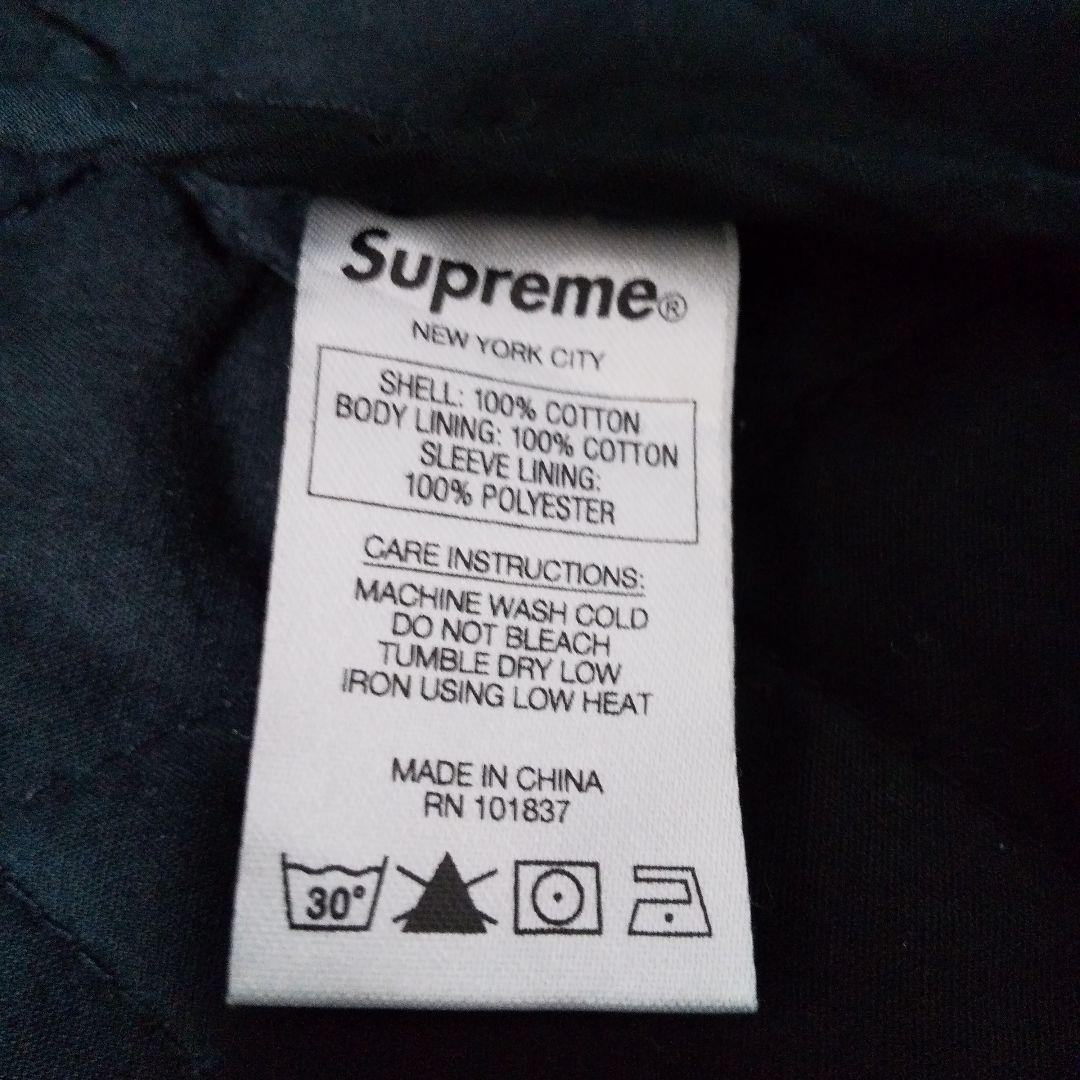 Supreme®
NEW YORK CITY
SHELL: 100% COTTON
BODY LINING: 100% COTTON
SLEEVE LINING:
100% POLYESTER
CARE INSTRUCTIONS:
MACHINE WASH COLD
DO NOT BLEACH
TUMBLE DRY LOW
IRON USING LOW HEAT
MADE IN CHINA
RN 101837
30°